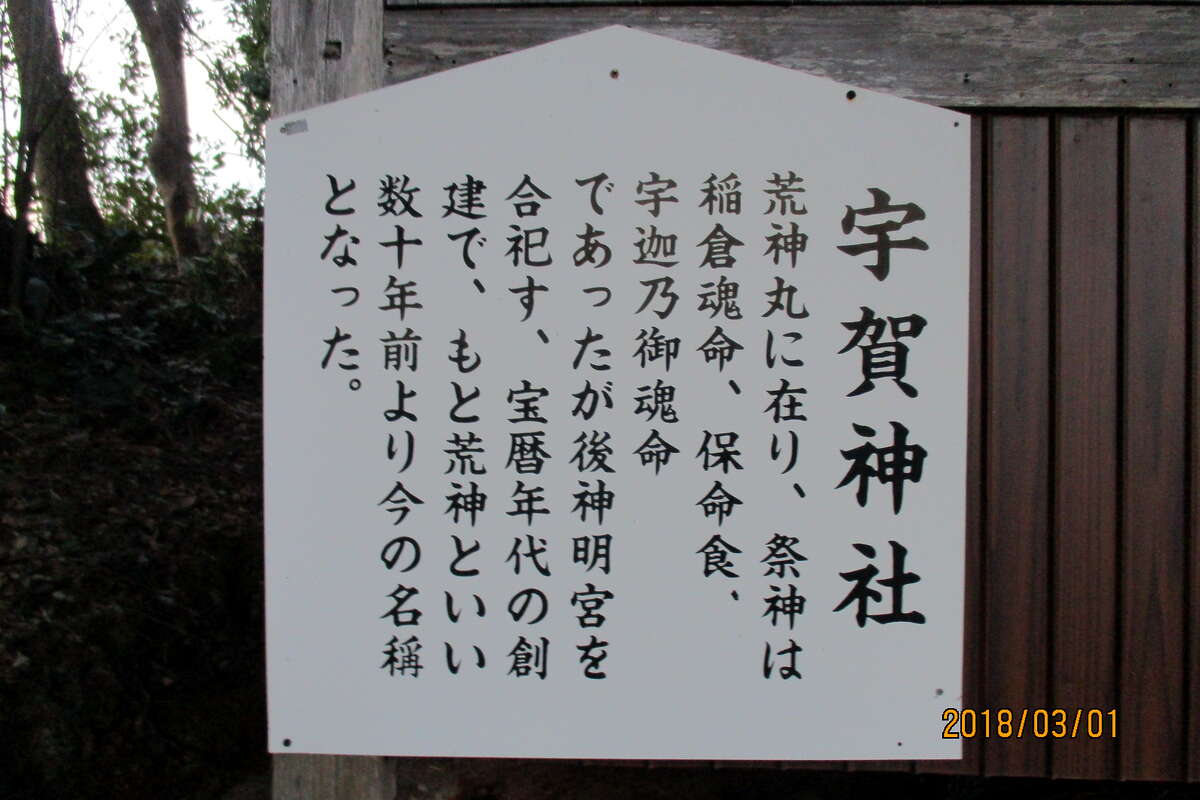 宇賀神社
荒神丸に在り、祭神は
稲倉魂命、保命食、
宇迦乃御魂命
であったが後神明宮を
合祀す、宝暦年代の創
建で、もと荒神といい
数十年前より今の名稱
となった。
2018/03/01